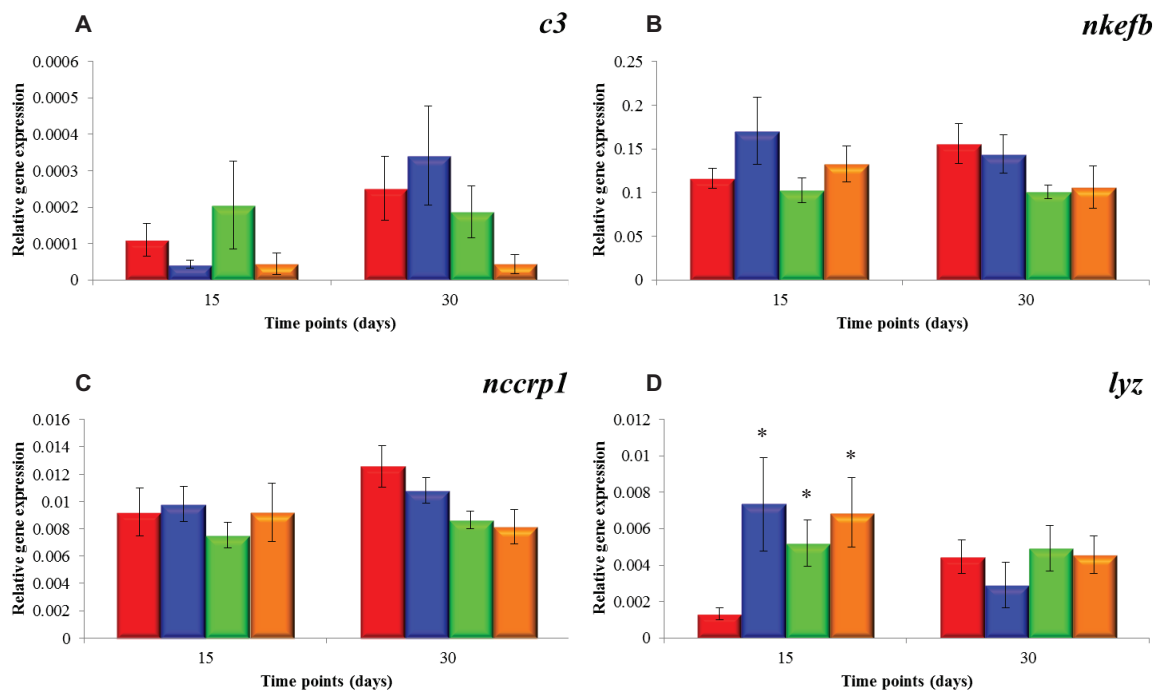 A
c3
Relative gene expression
0.0006
0.0005
0.0004
0.0003
0.0002
0.0001
0
15
30
Time points (days)
B
nkefb
Relative gene expression
0.25
0.2
0.15
0.1
0.05
0
15
30
Time points (days)
C
nccrp1
Relative gene expression
0.016
0.014
0.012
0.01
0.008
0.006
0.004
0.002
0
15
30
Time points (days)
D
lyz
Relative gene expression
0.012
0.01
0.008
0.006
0.004
0.002
0
*
*
*
15
30
Time points (days)